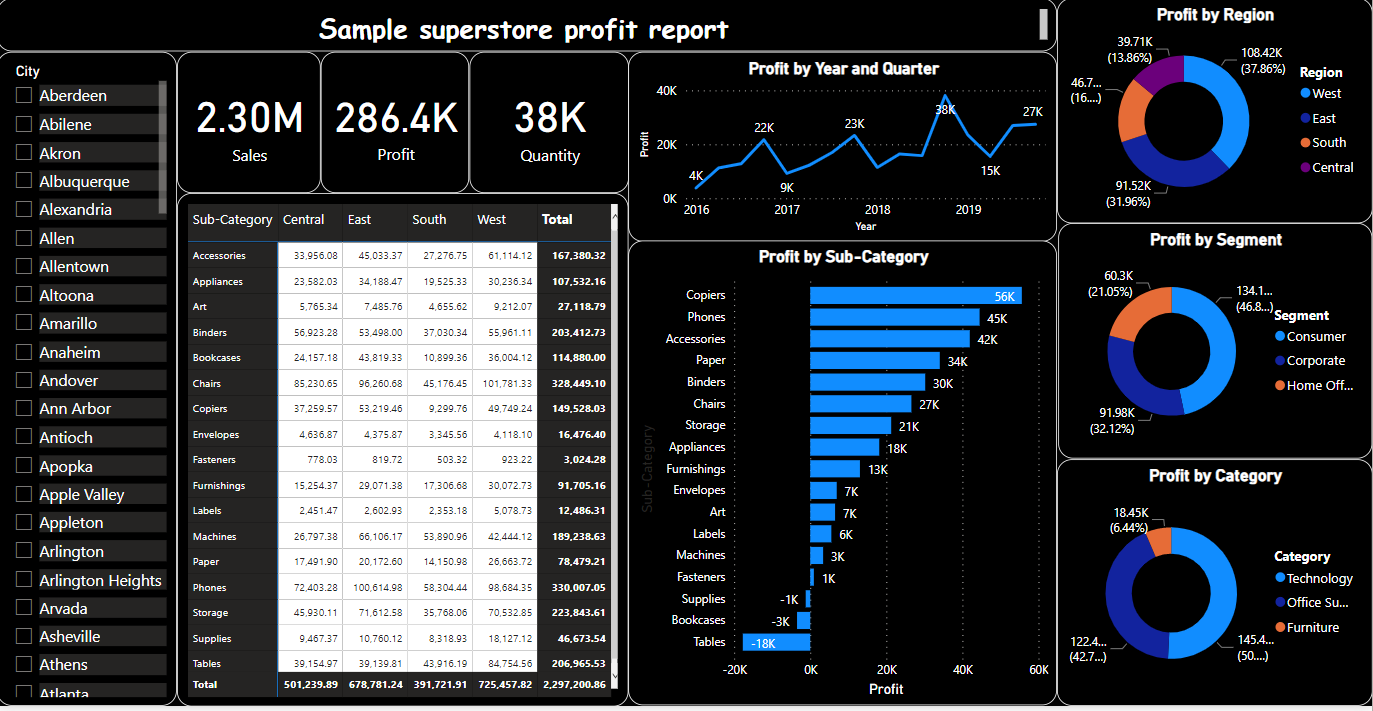 Sample superstore profit report
City
Aberdeen
Abilene
Akron
Albuquerque
Alexandria
Allen
Allentown
Altoona
Amarillo
Anaheim
Andover
Ann Arbor
Antioch
Apopka
Apple Valley
Appleton
Arlington
Arlington Heights
Arvada
Asheville
Athens
Atlanta
2.30M
Sales
286.4K
Profit
38K
Quantity
Sub-Category Central East South West Total
Accessories 33,956.08 45,033.37 27,276.75 61,114.12 167,380.32
Appliances 23,582.03 34,188.47 19,525.33 30,236.34 107,532.16
Art 5,765.34 7,485.76 4,655.62 9,212.07 27,118.79
Binders 56,923.28 53,498.00 37,030.34 55,961.11 203,412.73
Bookcases 24,157.18 43,819.33 10,899.36 36,004.12 114,880.00
Chairs 85,230.65 96,260.68 45,176.45 101,781.33 328,449.10
Copiers 37,259.57 53,219.46 9,299.76 49,749.24 149,528.03
Envelopes 4,636.87 4,375.87 3,345.56 4,118.10 16,476.40
Fasteners 778.03 819.72 503.32 923.22 3,024.28
Furnishings 15,254.37 29,071.38 17,306.68 30,072.73 91,705.16
Labels 2,451.47 2,602.93 2,353.18 5,078.73 12,486.31
Machines 26,797.38 66,106.17 53,890.96 42,444.12 189,238.63
Paper 17,491.90 20,172.60 14,150.98 26,663.72 78,479.21
Phones 72,403.28 100,614.98 58,304.44 98,684.35 330,007.05
Storage 45,930.11 71,612.58 35,768.06 70,532.85 223,843.61
Supplies 9,467.37 10,760.12 8,318.93 18,127.12 46,673.54
Tables 39,154.97 39,139.81 43,916.19 84,754.56 206,965.53
Total 501,239.89 678,781.24 391,721.91 725,457.82 2,297,200.86
Profit by Year and Quarter
Profit
40K
20K
0K
4K
22K
9K
23K
38K
15K
27K
2016 2017 2018 2019
Year
Profit by Sub-Category
Sub-Category
Copiers 56K
Phones 45K
Accessories 42K
Paper 34K
Binders 30K
Chairs 27K
Storage 21K
Appliances 18K
Furnishings 13K
Envelopes 7K
Art 7K
Labels 6K
Machines 3K
Fasteners 1K
Supplies -1K
Bookcases -3K
Tables -18K
-20K 0K 20K 40K 60K
Profit
Profit by Region
39.71K
(13.86%)
108.42K
(37.86%)
46.7...
(16....)
91.52K
(31.96%)
Region
West
East
South
Central
Profit by Segment
60.3K
(21.05%)
134.1...
(46.8...)
91.98K
(32.12%)
Segment
Consumer
Corporate
Home Off...
Profit by Category
18.45K
(6.44%)
122.4...
(42.7...)
145.4...
(50....)
Category
Technology
Office Su...
Furniture